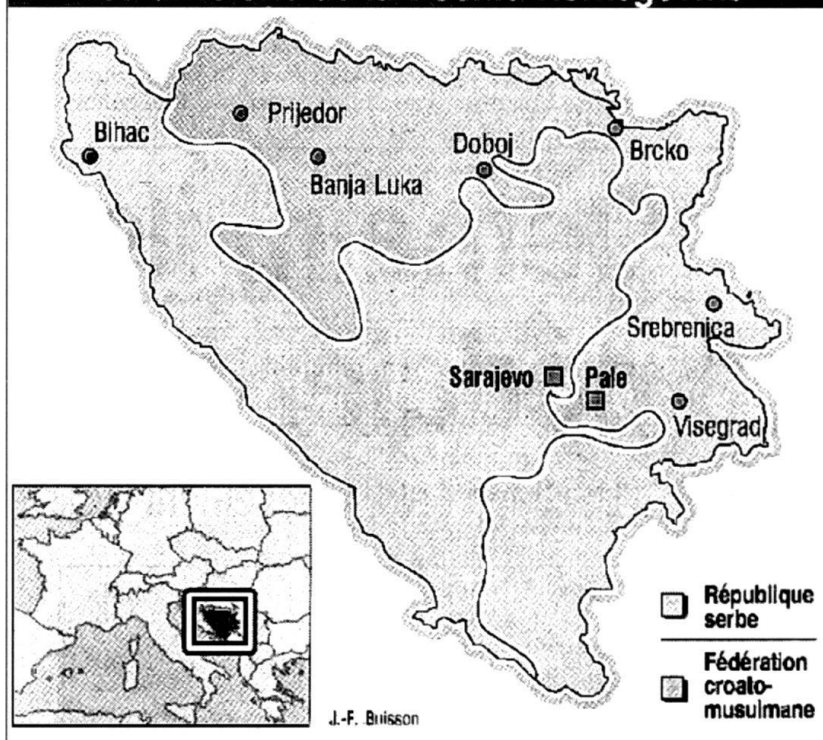 Bihac
Prijedor
Banja Luka
Doboj
Brcko
Srebrenica
Sarajevo
Pale
Visegrad
République
serbe
Fédération
croato-
musulmane
J.-F. Buisson